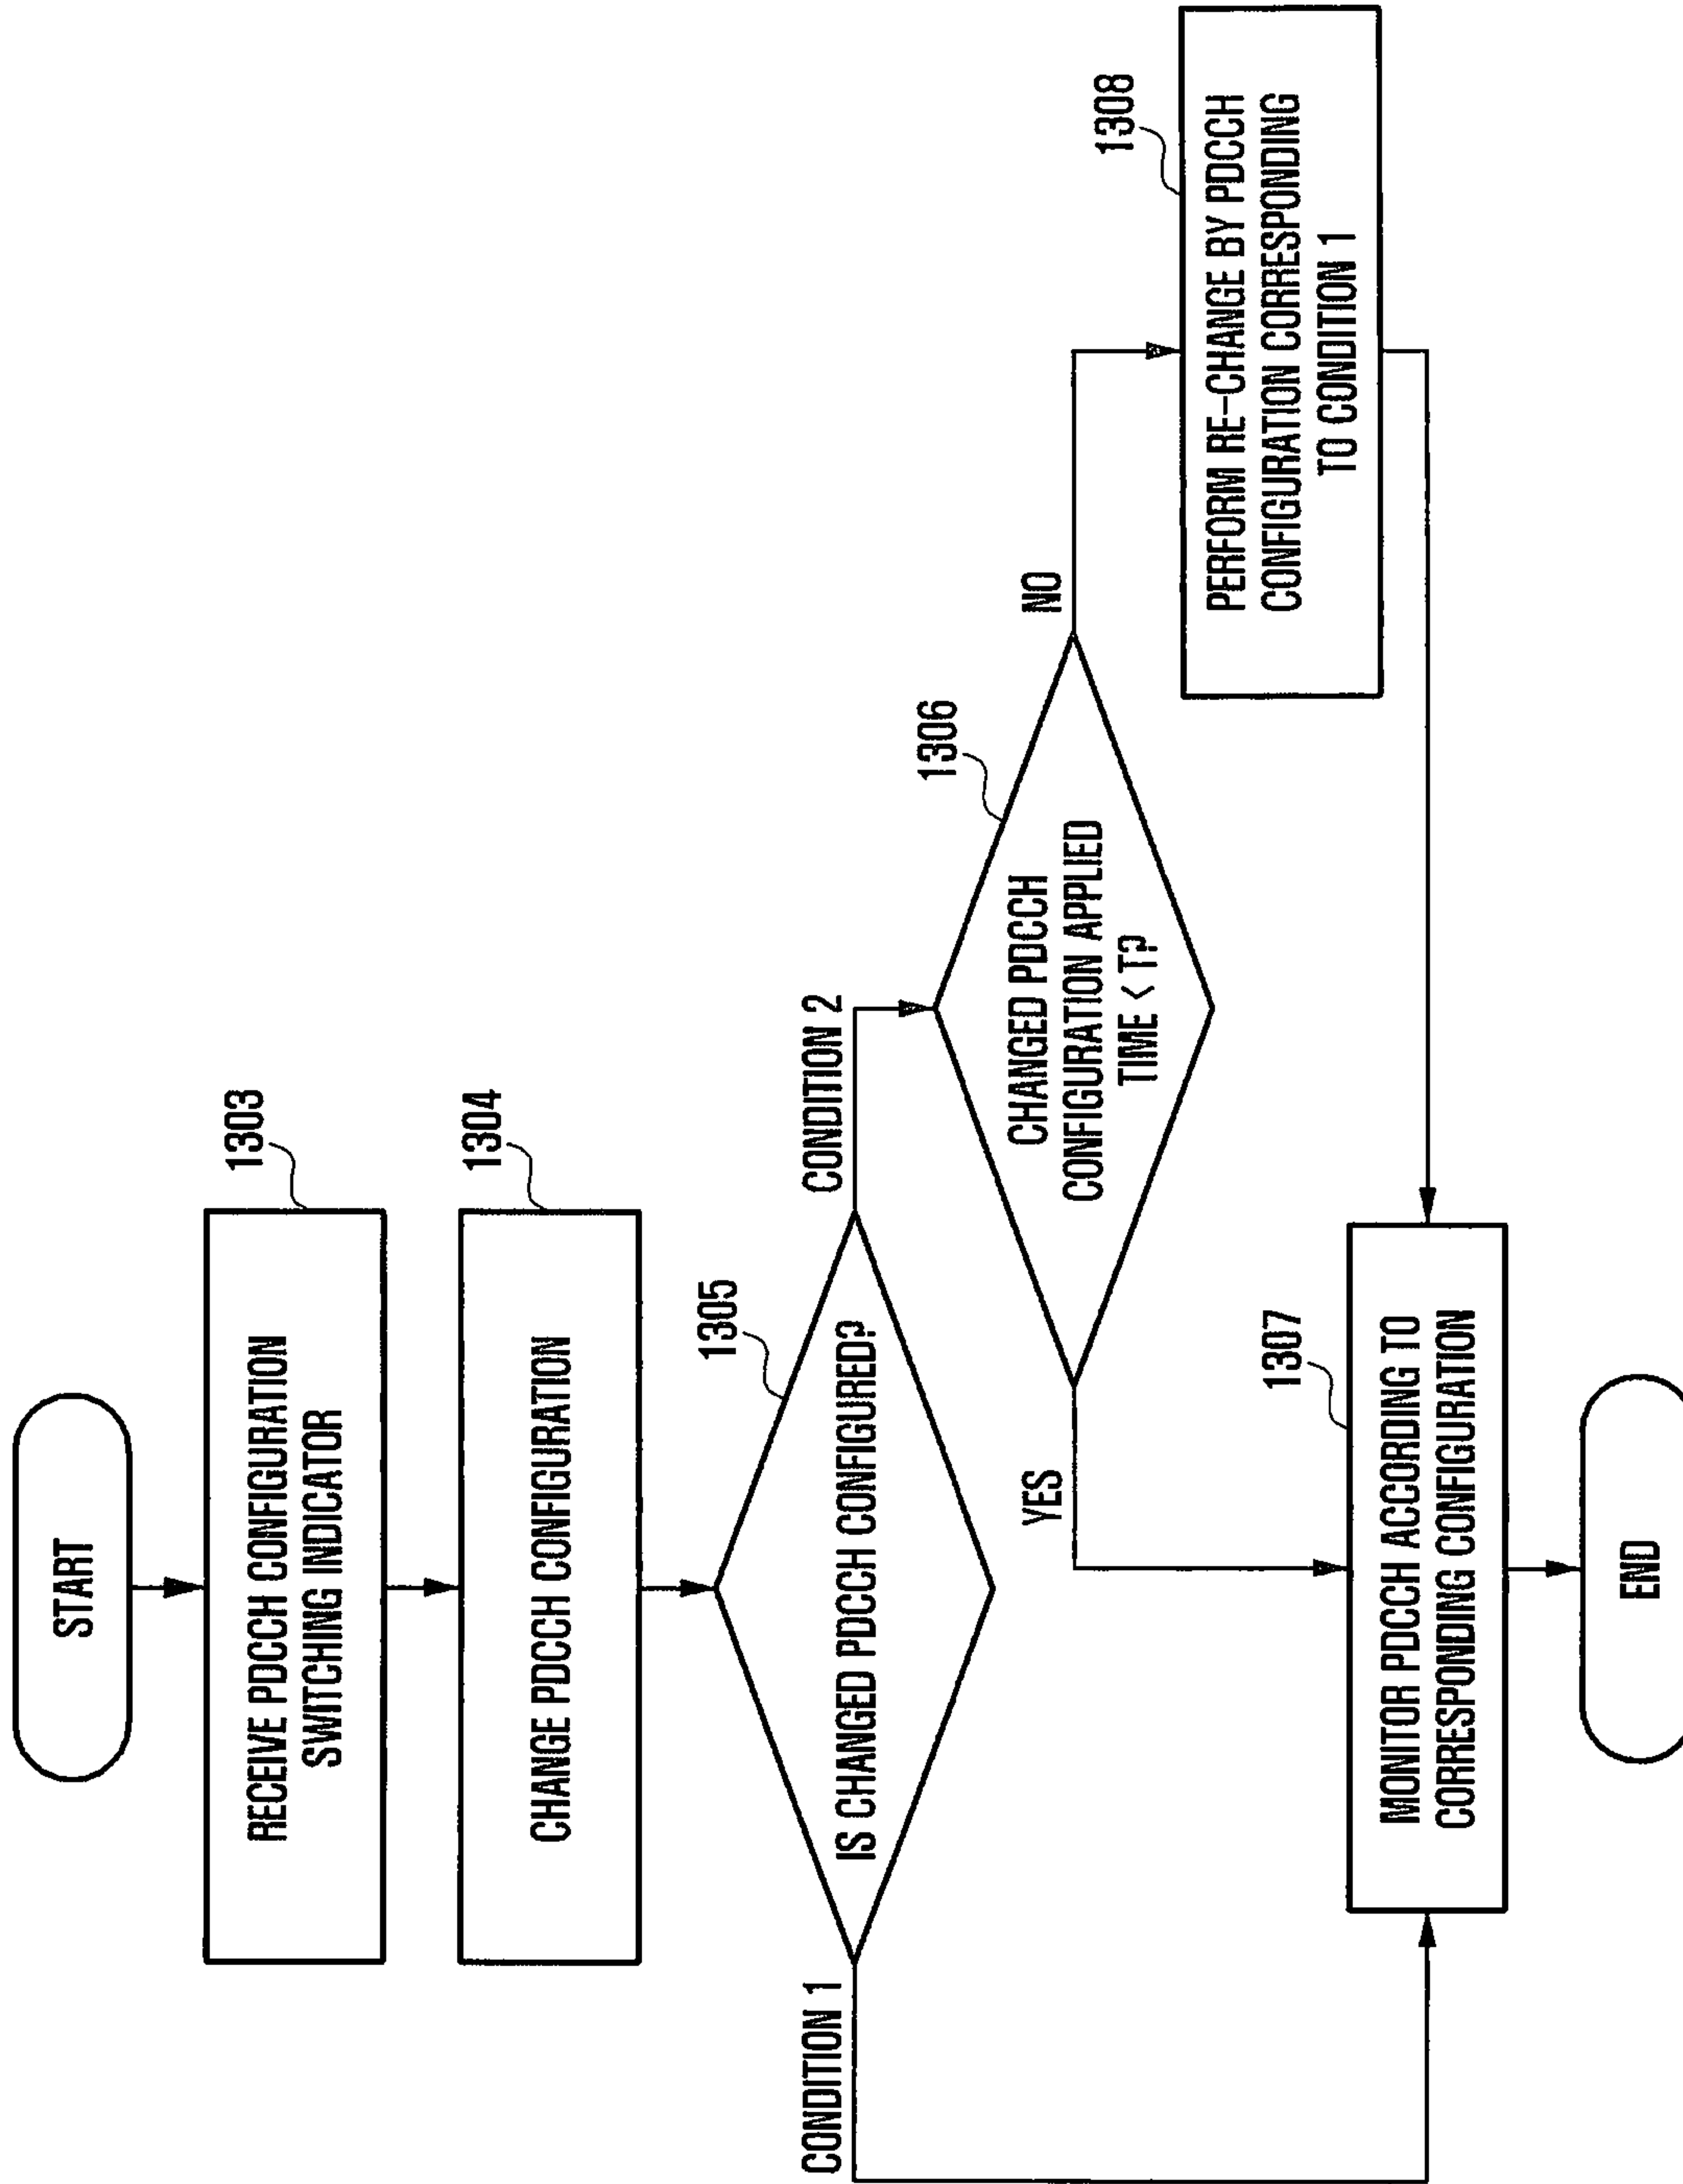 START
1303
RECEIVE PDCCH CONFIGURATION
SWITCHING INDICATOR
1304
CHANGE PDCCH CONFIGURATION
1305
IS CHANGED PDCCH CONFIGURED?
CONDITION 1
CONDITION 2
1306
CHANGED PDCCH
CONFIGURATION APPLIED
TIME < T?
YES
NO
1308
PERFORM RE-CHANGE BY PDCCH
CONFIGURATION CORRESPONDING
TO CONDITION 1
1307
MONITOR PDCCH ACCORDING TO
CORRESPONDING CONFIGURATION
END